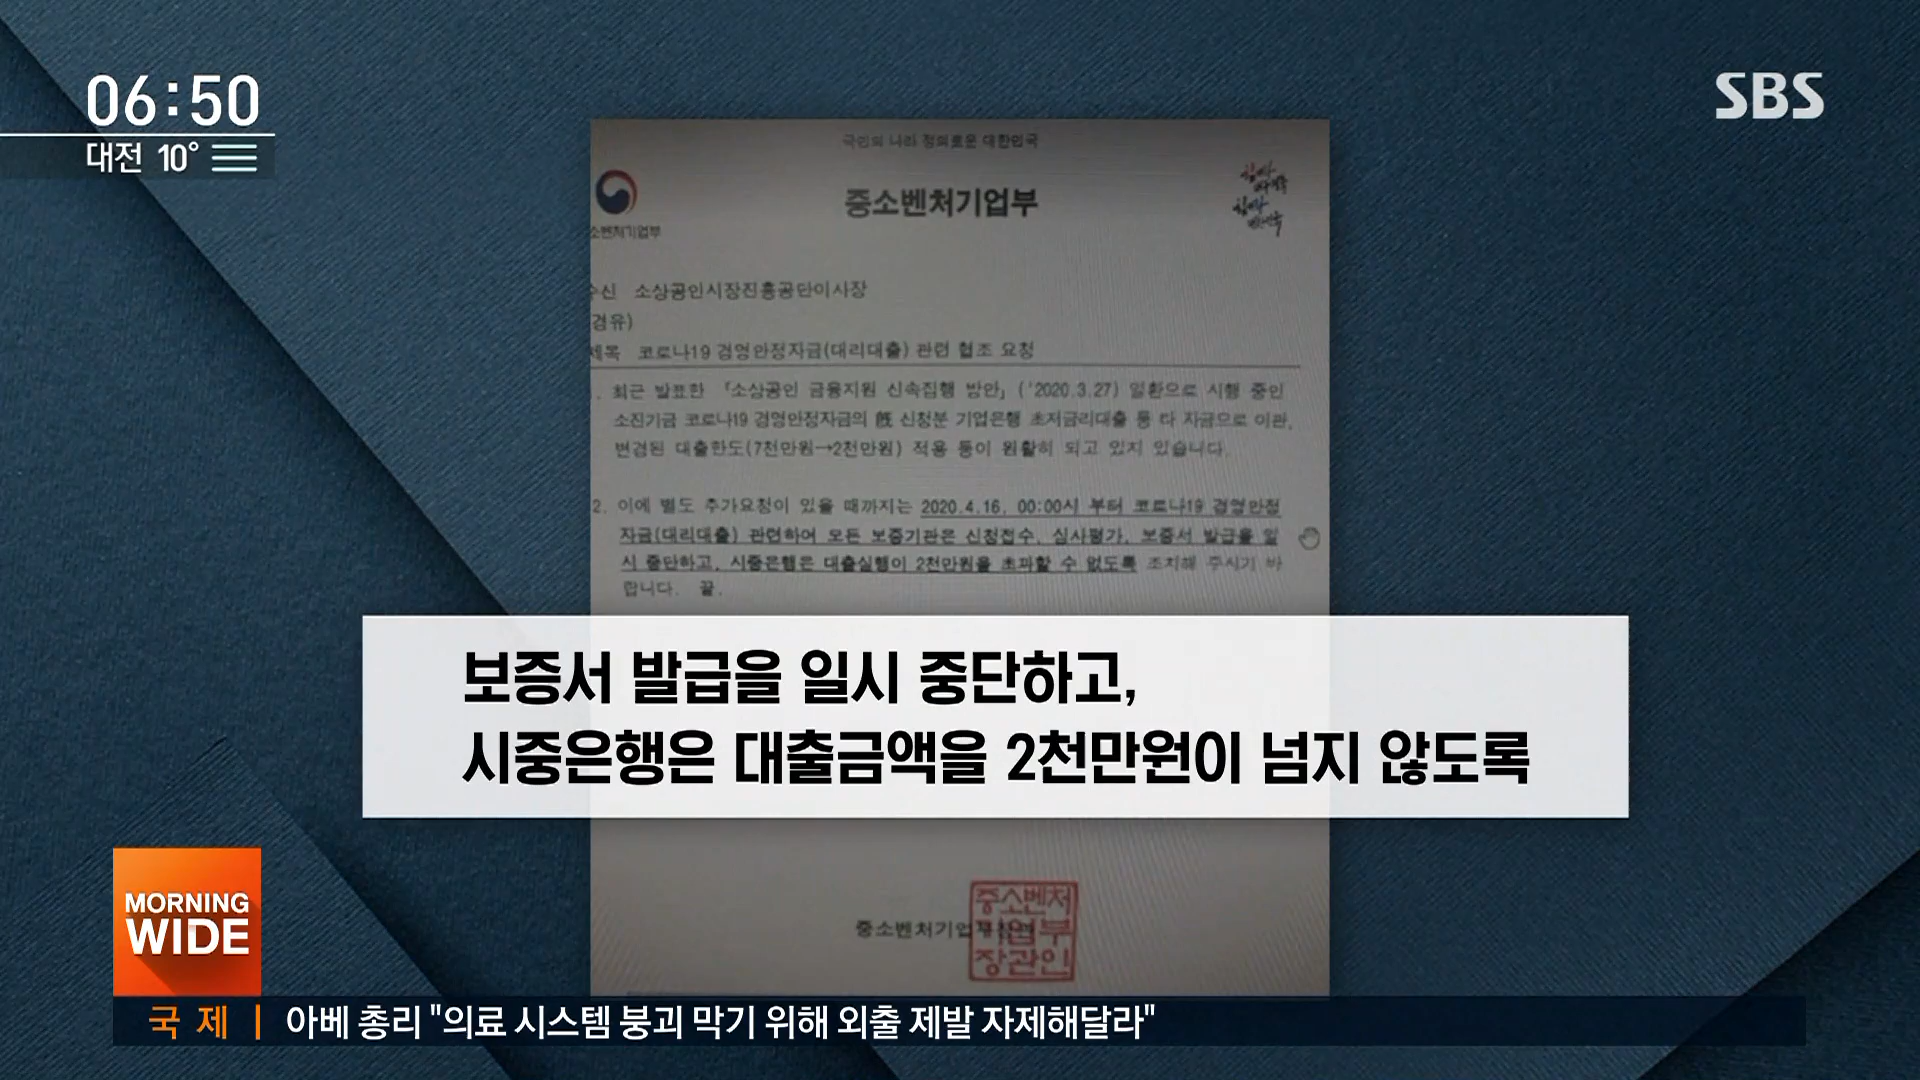 06:50
대전 10°
SBS
국민의 나라 정의로운 대한민국
중소벤처기업부
소벤처기업부
수신 소상공인시장진흥공단이사장
(경유)
제목 코로나19 경영안정자금(대리대출) 관련 협조 요청
1. 최근 발표한 「소상공인 금융지원 신속집행 방안」('2020.3.27) 일환으로 시행 중인
소진기금 코로나19 경영안정자금의 旣 신청분 기업은행 초저금리대출 등 타 자금으로 이관,
변경된 대출한도(7천만원→2천만원) 적용 등이 원활히 되고 있지 있습니다.
2. 이에 별도 추가요청이 있을 때까지는 2020.4.16. 00:00시 부터 코로나19 경영안정
자금(대리대출) 관련하여 모든 보증기관은 신청접수, 심사평가, 보증서 발급을 일
시 중단하고, 시중은행은 대출실행이 2천만원을 초과할 수 없도록 조치해 주시기 바
랍니다. 끝.
보증서 발급을 일시 중단하고,
시중은행은 대출금액을 2천만원이 넘지 않도록
중소벤처기업
중소벤처
기업부
장관인
MORNING
WIDE
국 제 | 아베 총리 "의료 시스템 붕괴 막기 위해 외출 제발 자제해달라"